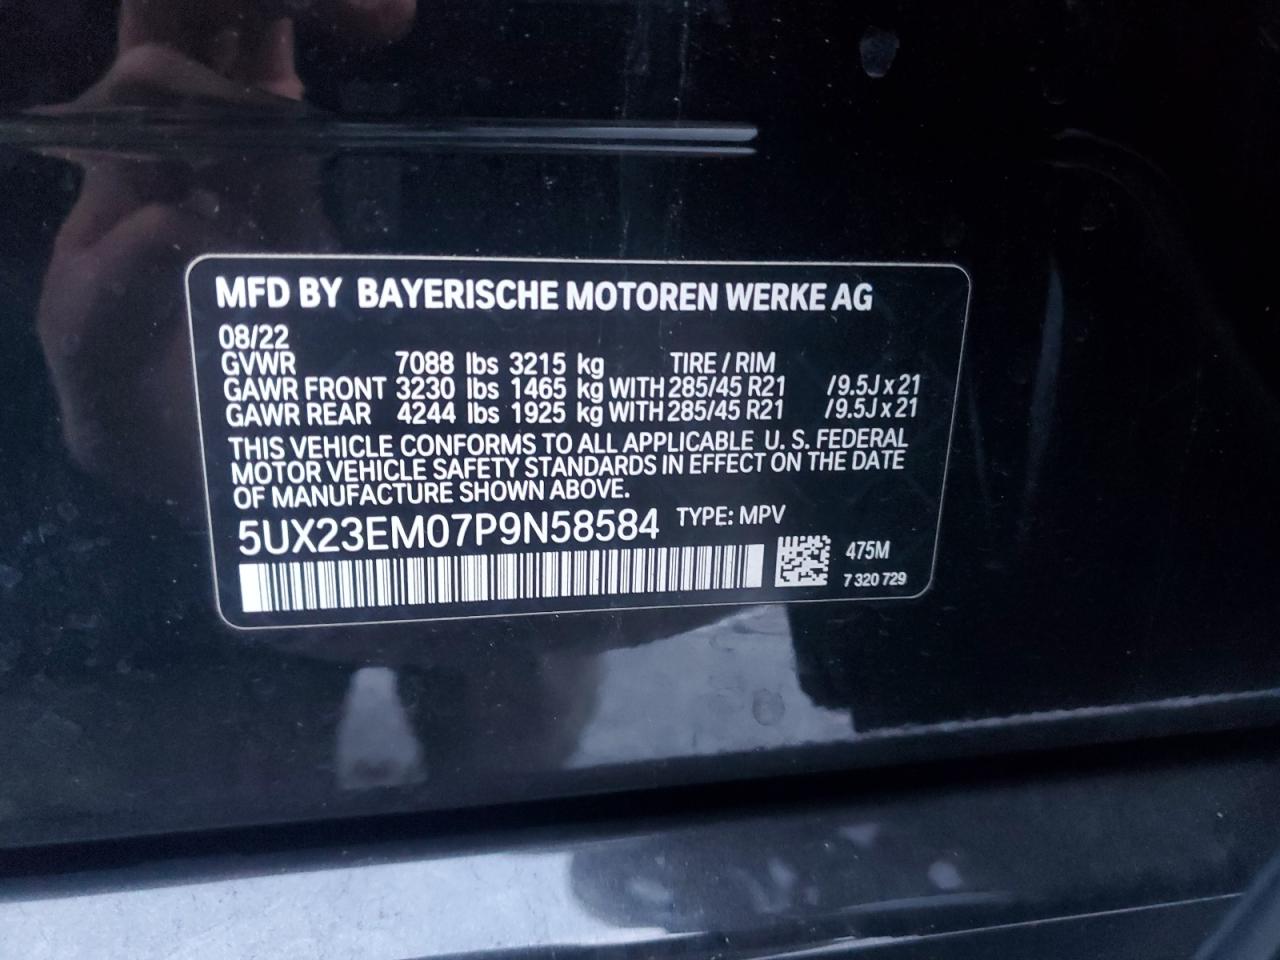 MFD BY BAYERISCHE MOTOREN WERKE AG
08/22
GVWR 7088 lbs 3215 kg TIRE / RIM
GAWR FRONT 3230 lbs 1465 kg WITH 285/45 R21 /9.5J x 21
GAWR REAR 4244 lbs 1925 kg WITH 285/45 R21 /9.5J x 21
THIS VEHICLE CONFORMS TO ALL APPLICABLE U. S. FEDERAL
MOTOR VEHICLE SAFETY STANDARDS IN EFFECT ON THE DATE
OF MANUFACTURE SHOWN ABOVE.
5UX23EM07P9N58584 TYPE: MPV
475M
7 320 729